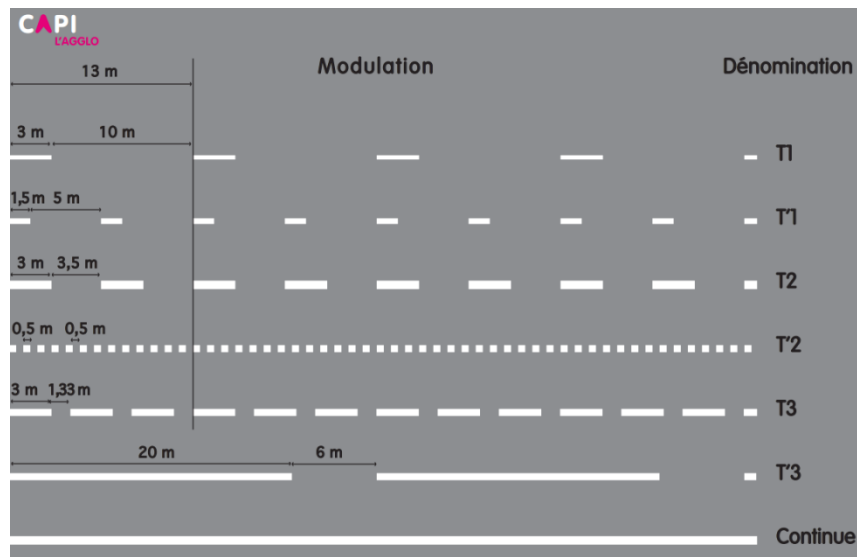 CAPI
L'AGGLO
13 m Modulation Dénomination
3 m 10 m
T1
1,5 m 5 m
T'1
3 m 3,5 m
T2
0,5 m 0,5 m
T'2
3 m 1,33 m
T3
20 m 6 m
T'3
Continue